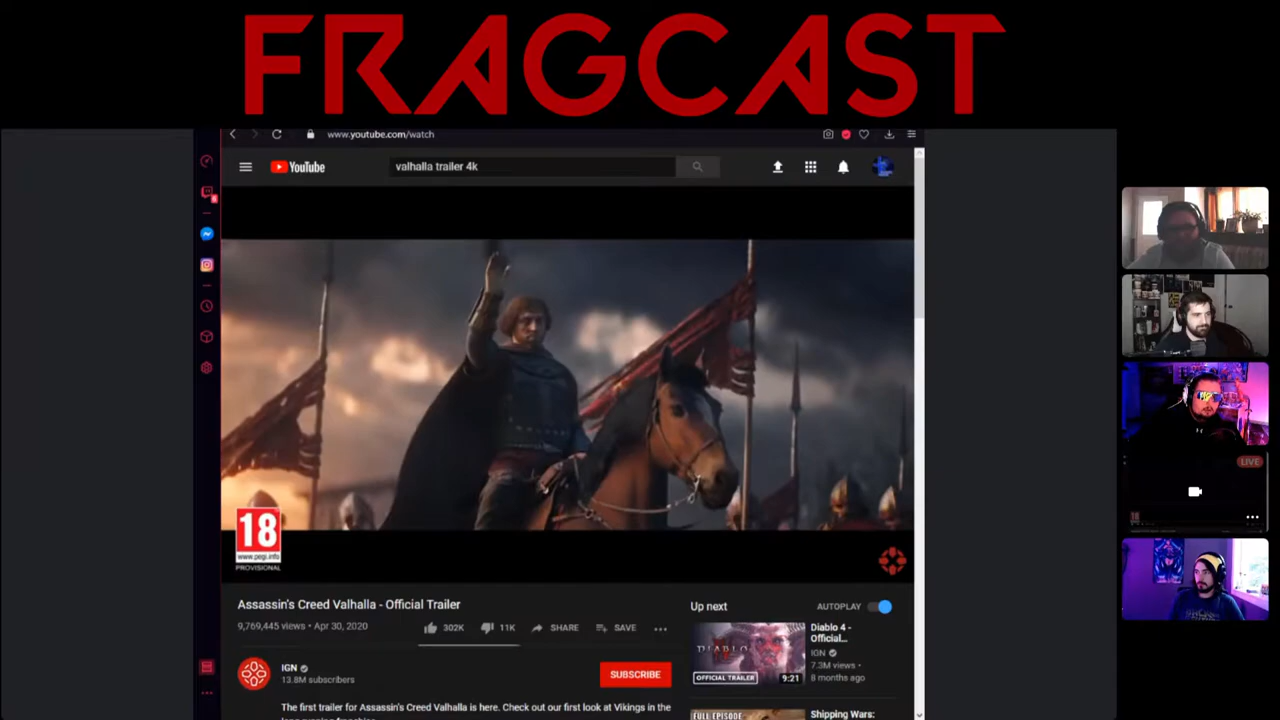 FRAGCAST
www.youtube.com/watch
YouTube
valhalla trailer 4k
LIVE
18
www.pegi.info
PROVISIONAL
Assassin's Creed Valhalla - Official Trailer
9,769,445 views • Apr 30, 2020
302K
11K
SHARE
SAVE
IGN
13.8M subscribers
SUBSCRIBE
The first trailer for Assassin's Creed Valhalla is here. Check out our first look at Vikings in the
Up next
AUTOPLAY
DIABLO
OFFICIAL TRAILER
9:21
Diablo 4 -
Official...
IGN
7.3M views •
8 months ago
FULL EPISODE
Shipping Wars: